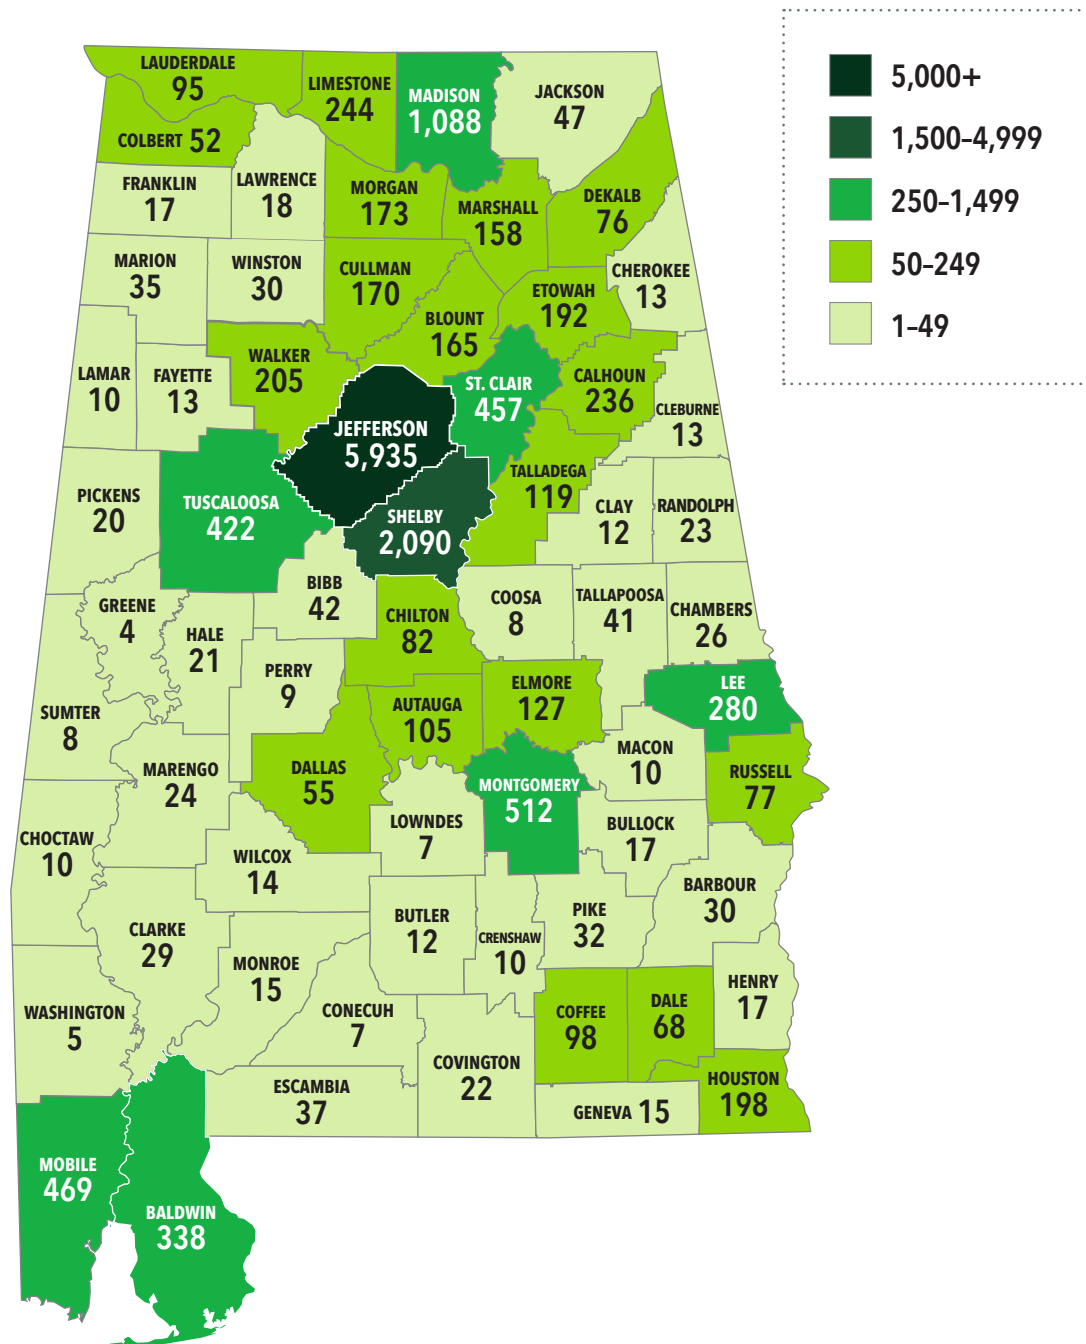 5,000+
1,500–4,999
250–1,499
50–249
1–49
LAUDERDALE
95
LIMESTONE
244
MADISON
1,088
JACKSON
47
COLBERT 52
FRANKLIN
17
LAWRENCE
18
MORGAN
173
MARSHALL
158
DEKALB
76
MARION
35
WINSTON
30
CULLMAN
170
BLOUNT
165
ETOWAH
192
CHEROKEE
13
LAMAR
10
FAYETTE
13
WALKER
205
JEFFERSON
5,935
ST. CLAIR
457
CALHOUN
236
CLEBURNE
13
PICKENS
20
TUSCALOOSA
422
SHELBY
2,090
TALLADEGA
119
CLAY
12
RANDOLPH
23
GREENE
4
HALE
21
BIBB
42
CHILTON
82
COOSA
8
TALLAPOOSA
41
CHAMBERS
26
SUMTER
8
PERRY
9
AUTAUGA
105
ELMORE
127
LEE
280
MARENGO
24
DALLAS
55
MONTGOMERY
512
MACON
10
RUSSELL
77
CHOCTAW
10
WILCOX
14
LOWNDES
7
BULLOCK
17
CLARKE
29
BUTLER
12
CRENSHAW
10
PIKE
32
BARBOUR
30
WASHINGTON
5
MONROE
15
CONECUH
7
COFFEE
98
DALE
68
HENRY
17
ESCAMBIA
37
COVINGTON
22
GENEVA 15
HOUSTON
198
MOBILE
469
BALDWIN
338